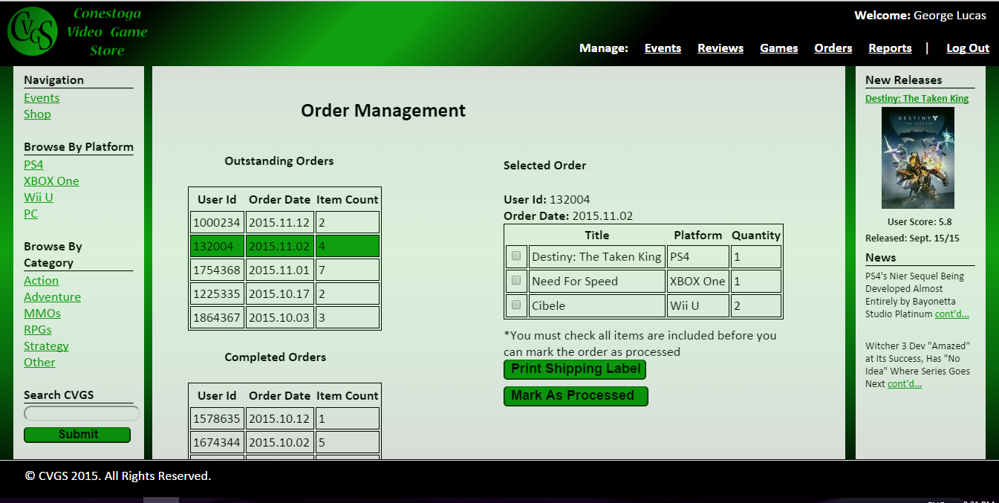 Conestoga
Video Game
Store
CVGS
Welcome: George Lucas
Manage: Events Reviews Games Orders Reports | Log Out
Navigation
Events
Shop
Browse By Platform
PS4
XBOX One
Wii U
PC
Browse By
Category
Action
Adventure
MMOs
RPGs
Strategy
Other
Search CVGS
Submit
Order Management
Outstanding Orders
User Id Order Date Item Count
1000234 2015.11.12 2
132004 2015.11.02 4
1754368 2015.11.01 7
1225335 2015.10.17 2
1864367 2015.10.03 3
Completed Orders
User Id Order Date Item Count
1578635 2015.10.12 1
1674344 2015.10.02 5
Selected Order
User Id: 132004
Order Date: 2015.11.02
Title Platform Quantity
Destiny: The Taken King PS4 1
Need For Speed XBOX One 1
Cibele Wii U 2
*You must check all items are included before you
can mark the order as processed
Print Shipping Label
Mark As Processed
New Releases
Destiny: The Taken King
DESTINY
THE TAKEN KING
User Score: 5.8
Released: Sept. 15/15
News
PS4's Nier Sequel Being
Developed Almost
Entirely by Bayonetta
Studio Platinum cont'd...
Witcher 3 Dev "Amazed"
at Its Success, Has "No
Idea" Where Series Goes
Next cont'd...
© CVGS 2015. All Rights Reserved.